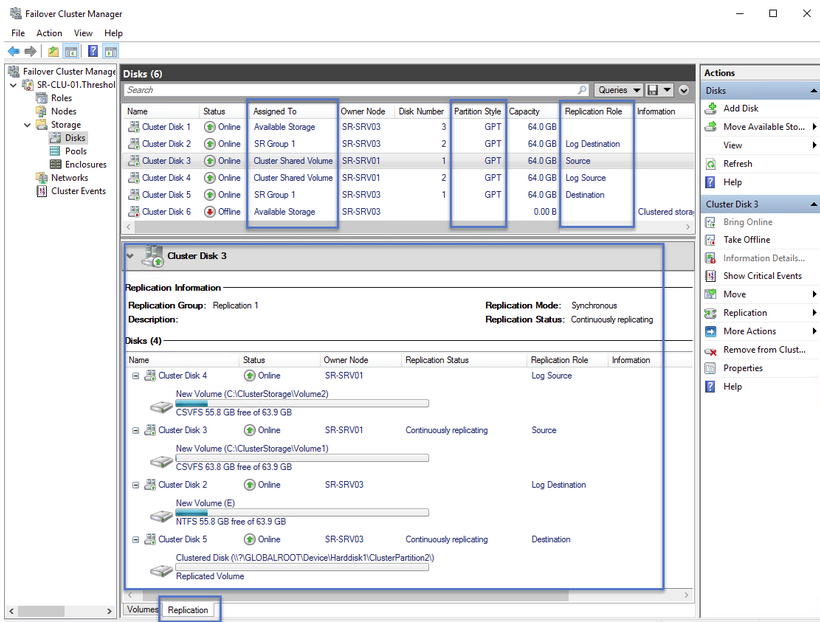 Failover Cluster Manager
File Action View Help
Failover Cluster Manage
SR-CLU-01.Threshol
Roles
Nodes
Storage
Disks
Pools
Enclosures
Networks
Cluster Events
Disks (6)
Search Queries
Name Status Assigned To Owner Node Disk Number Partition Style Capacity Replication Role Information
Cluster Disk 1 Online Available Storage SR-SRV03 3 GPT 64.0 GB
Cluster Disk 2 Online SR Group 1 SR-SRV03 2 GPT 64.0 GB Log Destination
Cluster Disk 3 Online Cluster Shared Volume SR-SRV01 1 GPT 64.0 GB Source
Cluster Disk 4 Online Cluster Shared Volume SR-SRV01 2 GPT 64.0 GB Log Source
Cluster Disk 5 Online SR Group 1 SR-SRV03 1 GPT 64.0 GB Destination
Cluster Disk 6 Offline Available Storage SR-SRV03 0.00 B Clustered storag
Cluster Disk 3
Replication Information
Replication Group: Replication 1 Replication Mode: Synchronous
Description: Replication Status: Continuously replicating
Disks (4)
Name Status Owner Node Replication Status Replication Role Information
Cluster Disk 4 Online SR-SRV01 Log Source
New Volume (C:\ClusterStorage\Volume2)
CSVFS 55.8 GB free of 63.9 GB
Cluster Disk 3 Online SR-SRV01 Continuously replicating Source
New Volume (C:\ClusterStorage\Volume1)
CSVFS 63.8 GB free of 63.9 GB
Cluster Disk 2 Online SR-SRV03 Log Destination
New Volume (E)
NTFS 55.8 GB free of 63.9 GB
Cluster Disk 5 Online SR-SRV03 Continuously replicating Destination
Clustered Disk (\\?\GLOBALROOT\Device\Harddisk1\ClusterPartition2\)
Replicated Volume
Volumes Replication
Actions
Disks
Add Disk
Move Available Sto...
View
Refresh
Help
Cluster Disk 3
Bring Online
Take Offline
Information Details...
Show Critical Events
Move
Replication
More Actions
Remove from Clust...
Properties
Help